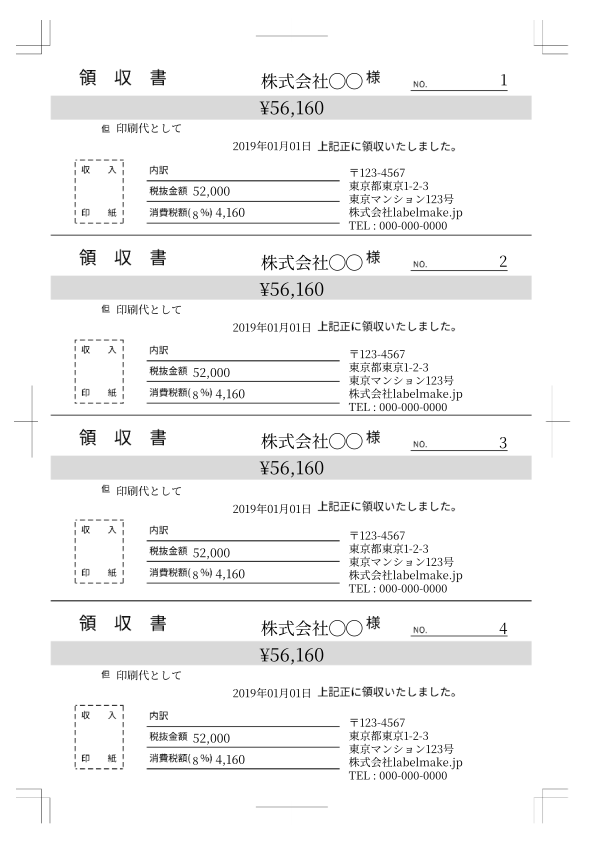 領 収 書 株式会社〇〇 様 NO. 1
¥56,160
但 印刷代として
2019年01月01日 上記正に領収いたしました。
収 入 内訳 〒123-4567
税抜金額 52,000 東京都東京1-2-3
東京マンション123号
印 紙 消費税額(8%) 4,160 株式会社labelmake.jp
TEL : 000-000-0000
領 収 書 株式会社〇〇 様 NO. 2
¥56,160
但 印刷代として
2019年01月01日 上記正に領収いたしました。
収 入 内訳 〒123-4567
税抜金額 52,000 東京都東京1-2-3
東京マンション123号
印 紙 消費税額(8%) 4,160 株式会社labelmake.jp
TEL : 000-000-0000
領 収 書 株式会社〇〇 様 NO. 3
¥56,160
但 印刷代として
2019年01月01日 上記正に領収いたしました。
収 入 内訳 〒123-4567
税抜金額 52,000 東京都東京1-2-3
東京マンション123号
印 紙 消費税額(8%) 4,160 株式会社labelmake.jp
TEL : 000-000-0000
領 収 書 株式会社〇〇 様 NO. 4
¥56,160
但 印刷代として
2019年01月01日 上記正に領収いたしました。
収 入 内訳 〒123-4567
税抜金額 52,000 東京都東京1-2-3
東京マンション123号
印 紙 消費税額(8%) 4,160 株式会社labelmake.jp
TEL : 000-000-0000